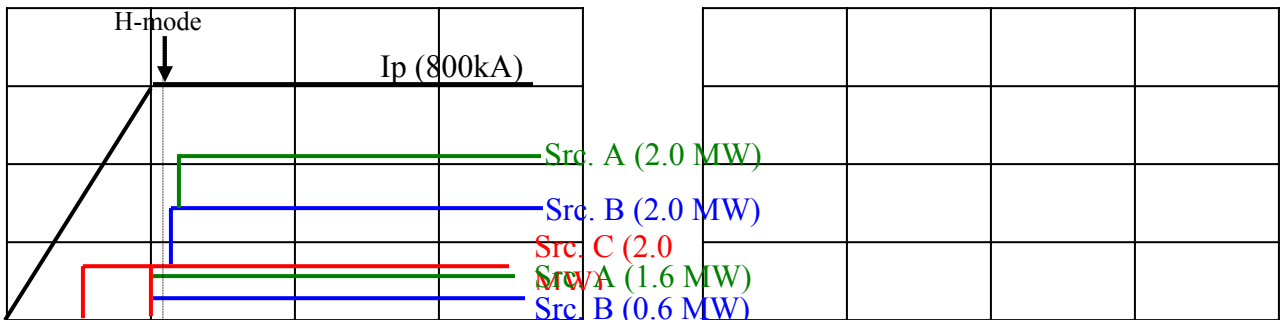 H-mode
Ip (800kA)
Src. A (2.0 MW)
Src. B (2.0 MW)
Src. C (2.0
MW)
Src. A (1.6 MW)
Src. B (0.6 MW)